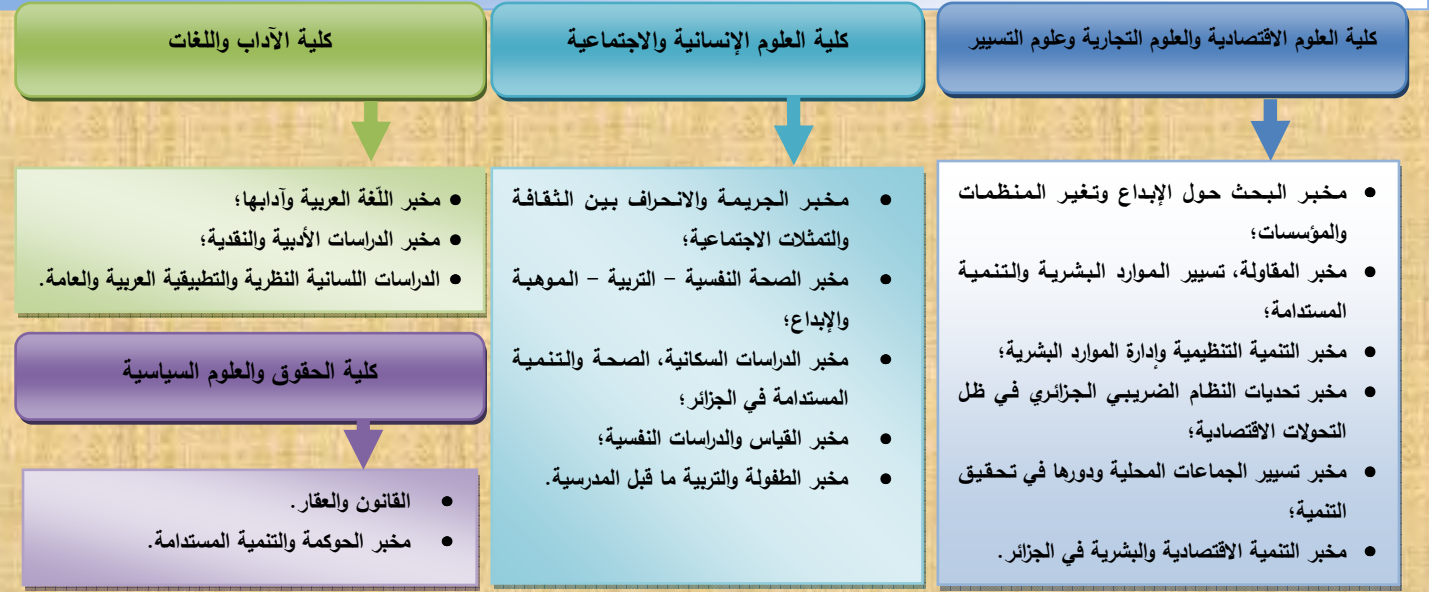 كلية العلوم الاقتصادية والعلوم التجارية وعلوم التسيير
● مخبر البحث حول الإبداع وتغير المنظمات
والمؤسسات؛
● مخبر المقاولة، تسيير الموارد البشرية والتنمية
المستدامة؛
● مخبر التنمية التنظيمية وإدارة الموارد البشرية؛
● مخبر تحديات النظام الضريبي الجزائري في ظل
التحولات الاقتصادية؛
● مخبر تسيير الجماعات المحلية ودورها في تحقيق
التنمية؛
● مخبر التنمية الاقتصادية والبشرية في الجزائر.
كلية العلوم الإنسانية والاجتماعية
● مخبر الجريمة والانحراف بين الثقافة
والتمثلات الاجتماعية؛
● مخبر الصحة النفسية – التربية – الموهبة
والإبداع؛
● مخبر الدراسات السكانية، الصحة والتنمية
المستدامة في الجزائر؛
● مخبر القياس والدراسات النفسية؛
● مخبر الطفولة والتربية ما قبل المدرسية.
كلية الآداب واللغات
● مخبر اللّغة العربية وآدابها؛
● مخبر الدراسات الأدبية والنقدية؛
● الدراسات اللسانية النظرية والتطبيقية العربية والعامة.
كلية الحقوق والعلوم السياسية
● القانون والعقار.
● مخبر الحوكمة والتنمية المستدامة.